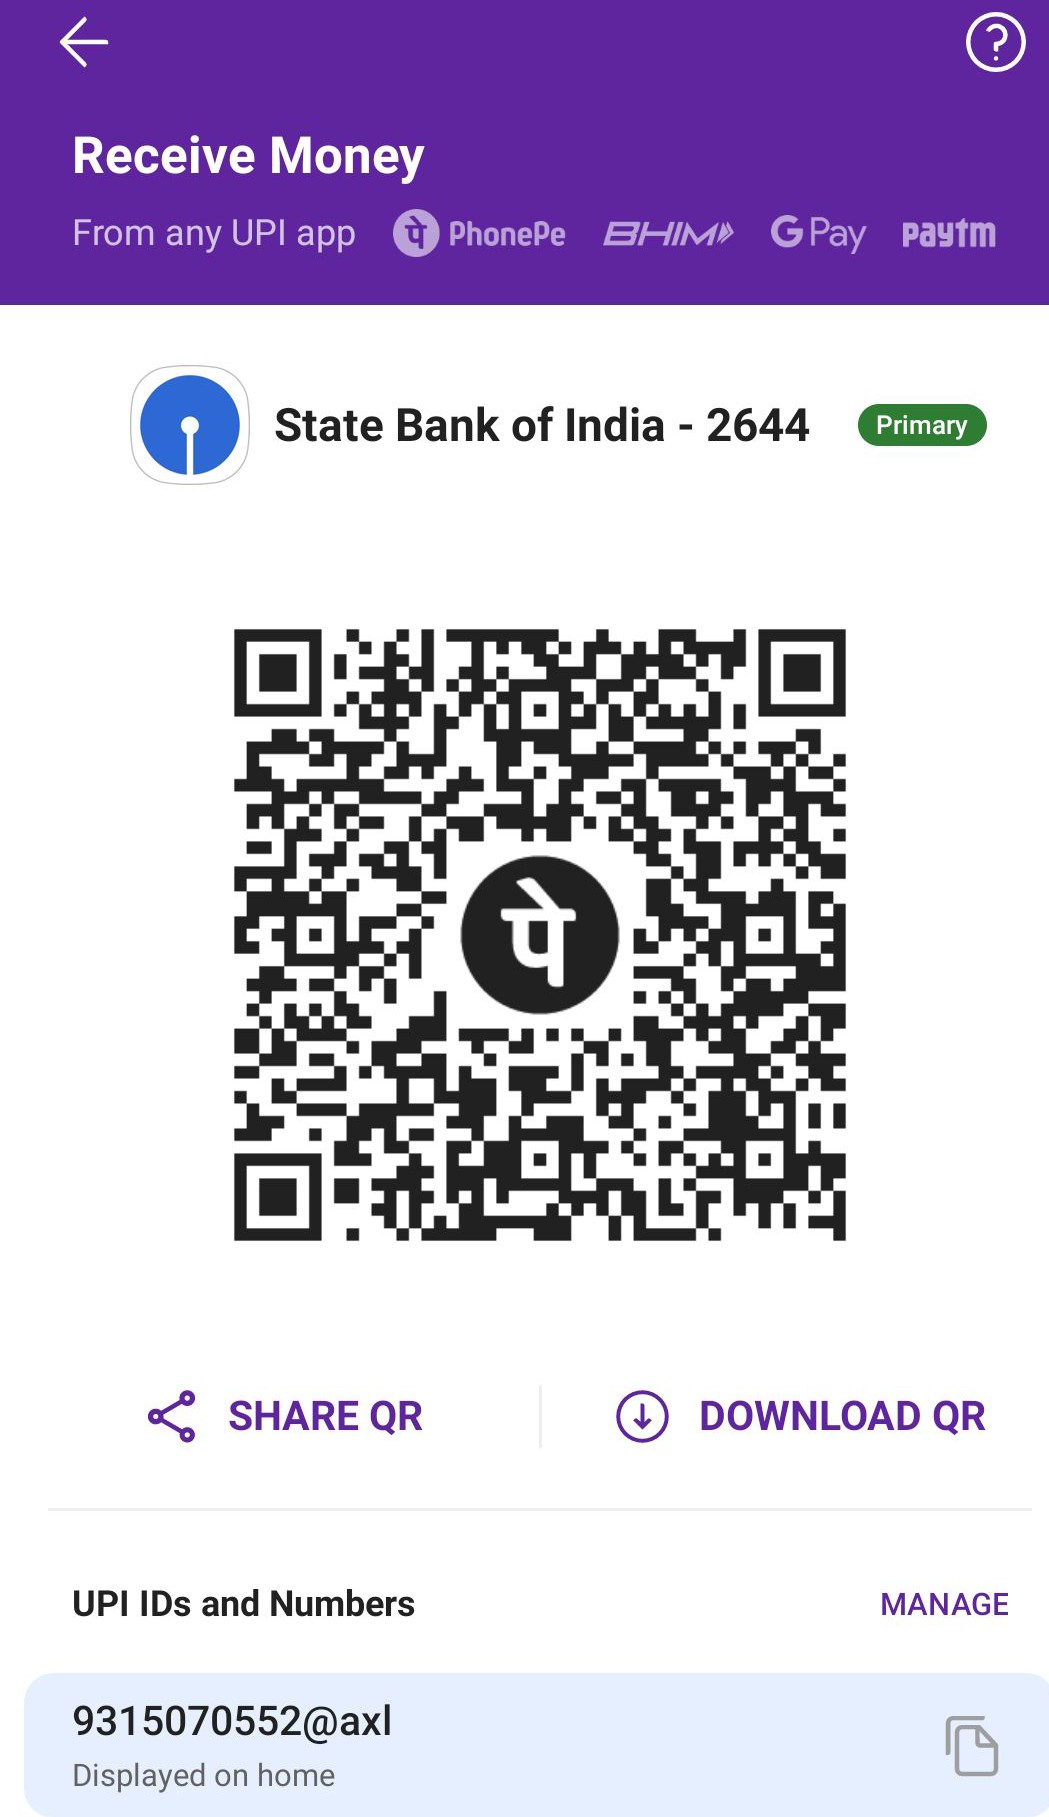 Receive Money
From any UPI app पे PhonePe BHIM G Pay paytm
State Bank of India - 2644 Primary
पे
SHARE QR DOWNLOAD QR
UPI IDs and Numbers MANAGE
9315070552@axl
Displayed on home